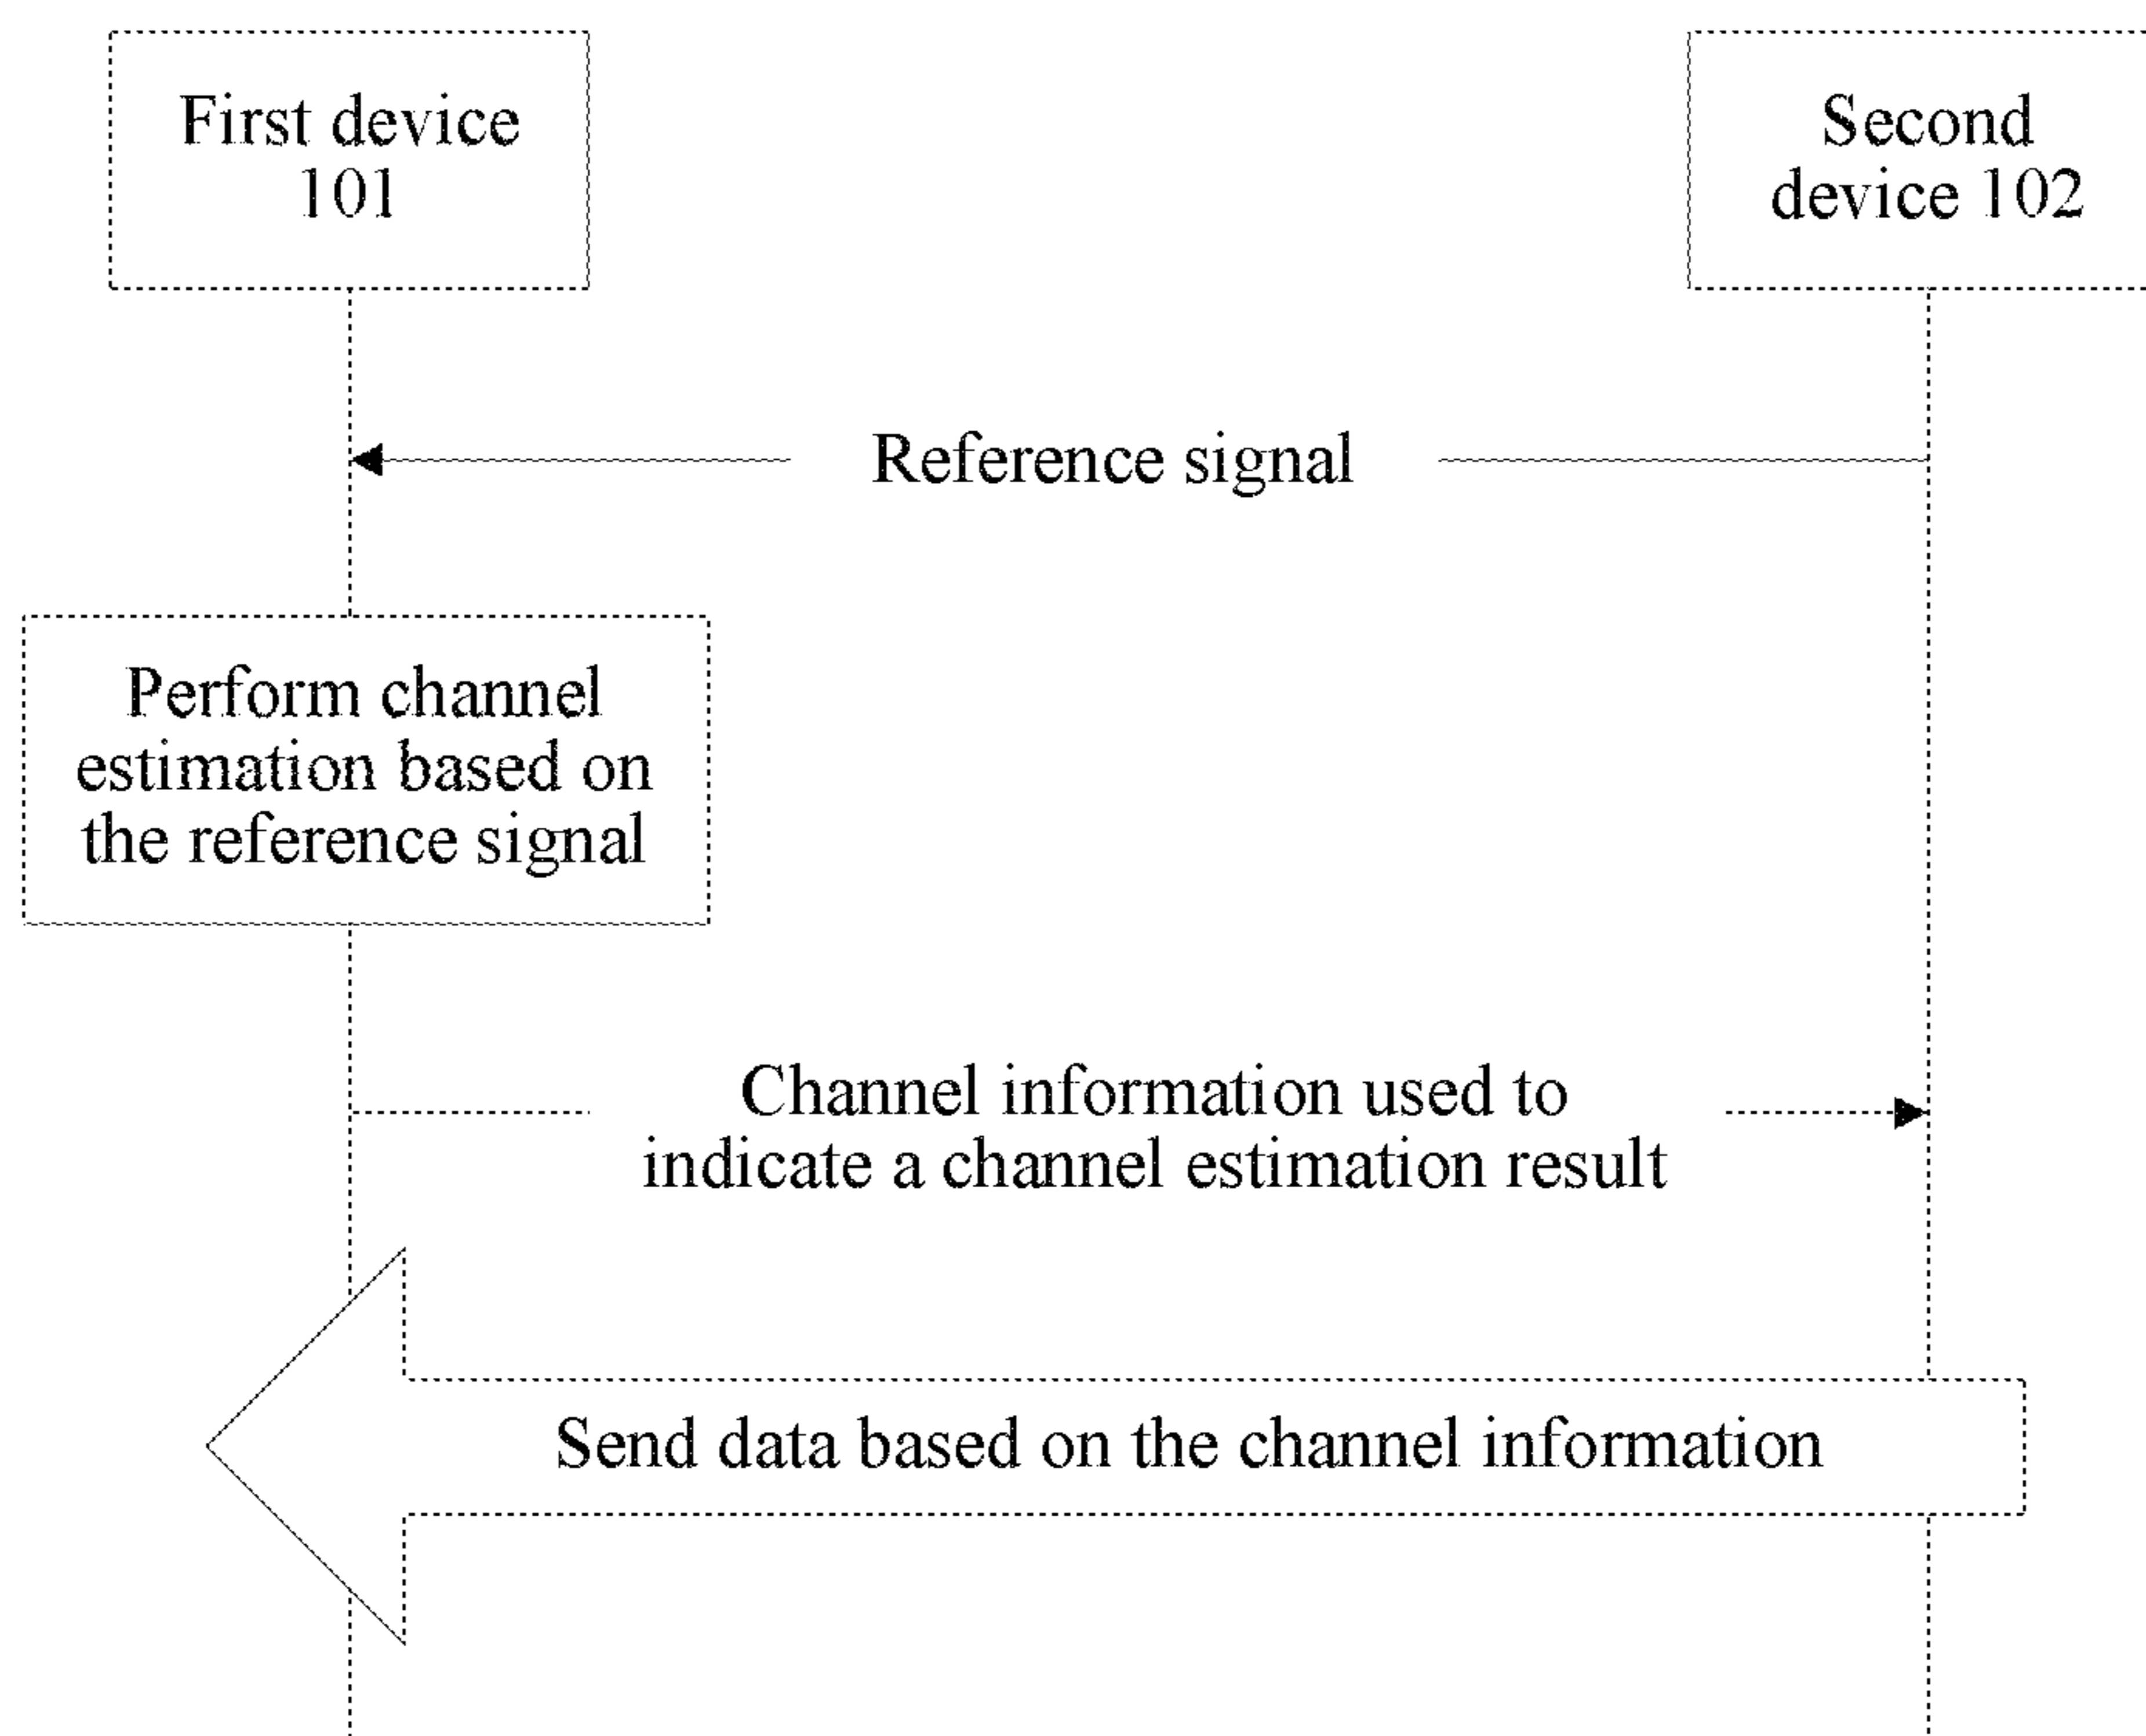 First device
101
Second
device 102
Reference signal
Perform channel
estimation based on
the reference signal
Channel information used to
indicate a channel estimation result
Send data based on the channel information